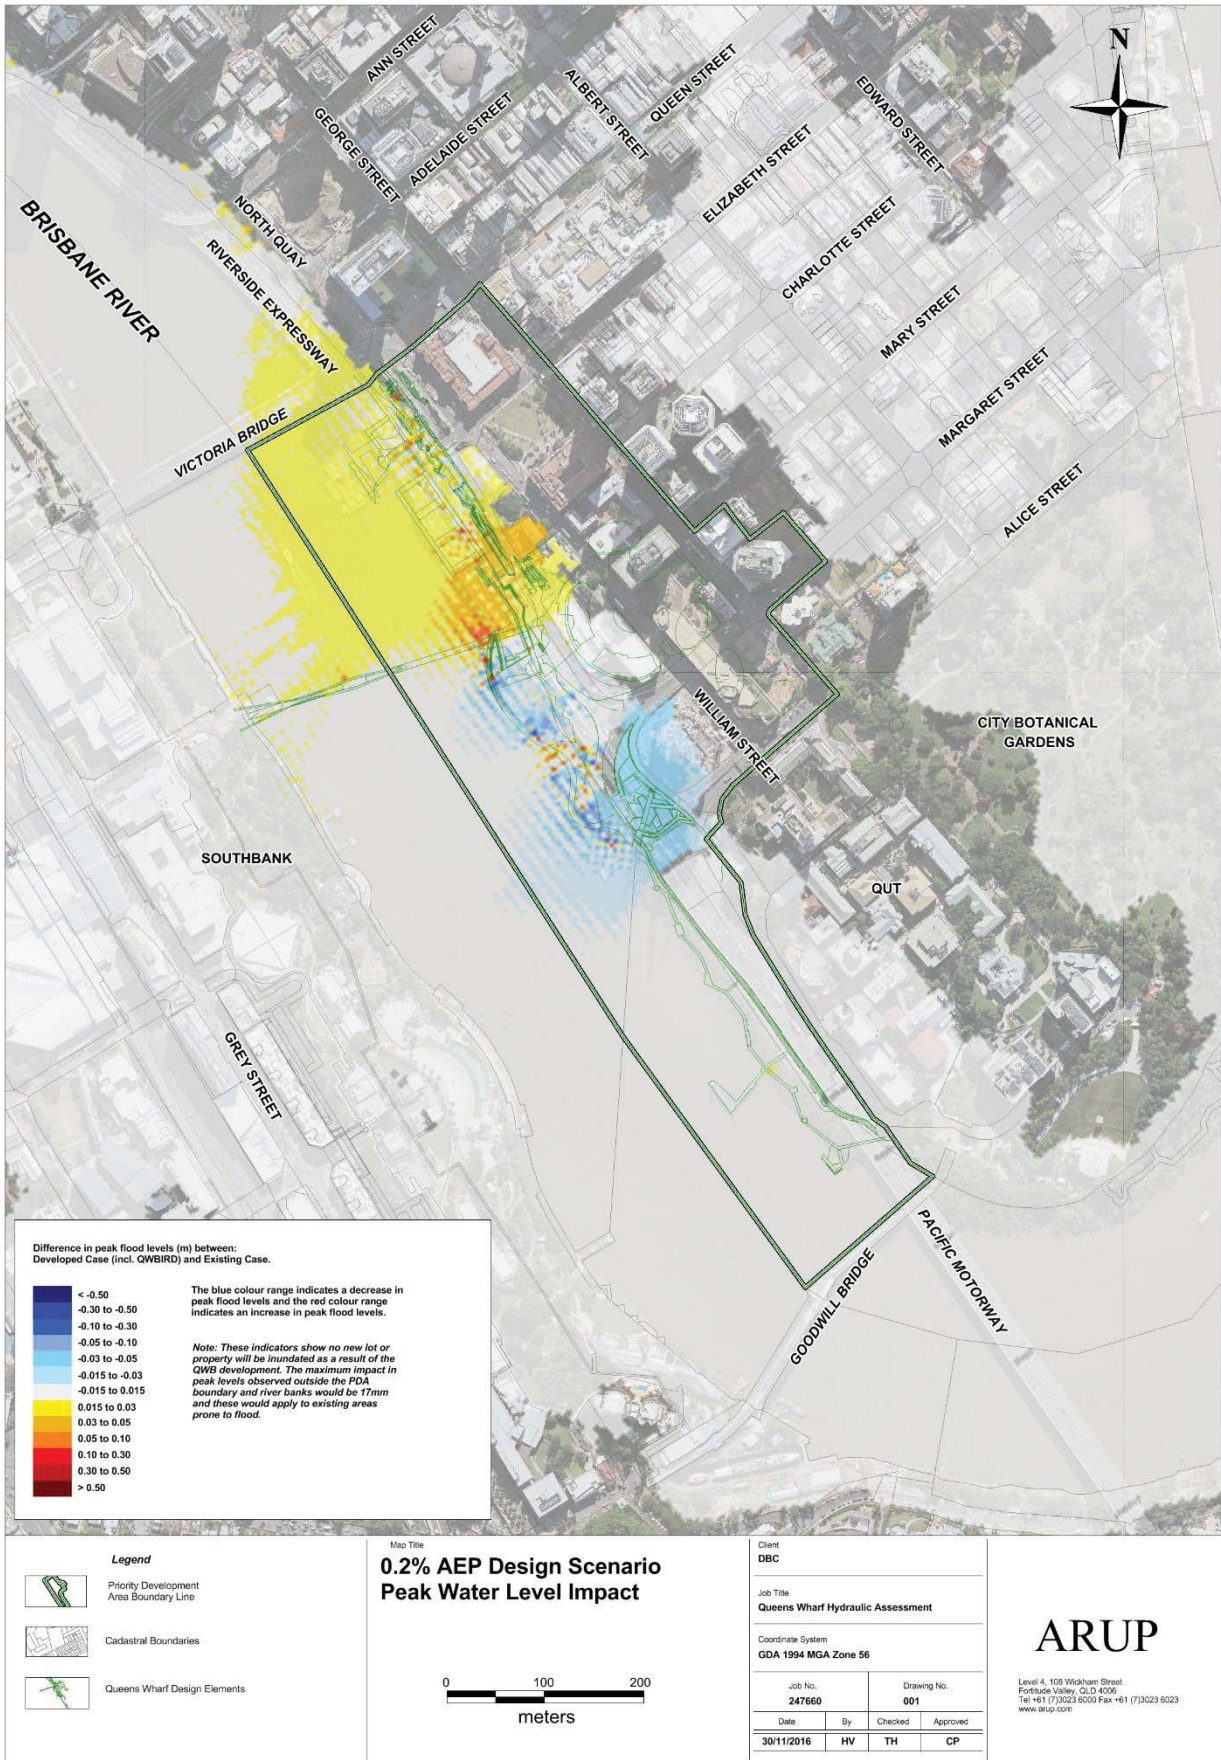 N
ANN STREET
ALBERT STREET
QUEEN STREET
EDWARD STREET
GEORGE STREET
ADELAIDE STREET
ELIZABETH STREET
NORTH QUAY
BRISBANE RIVER
RIVERSIDE EXPRESSWAY
CHARLOTTE STREET
MARY STREET
MARGARET STREET
VICTORIA BRIDGE
ALICE STREET
WILLIAM STREET
CITY BOTANICAL
GARDENS
SOUTHBANK
QUT
GREY STREET
PACIFIC MOTORWAY
GOODWILL BRIDGE
Difference in peak flood levels (m) between:
Developed Case (incl. QWBIRD) and Existing Case.
< -0.50
-0.30 to -0.50
-0.10 to -0.30
-0.05 to -0.10
-0.03 to -0.05
-0.015 to -0.03
-0.015 to 0.015
0.015 to 0.03
0.03 to 0.05
0.05 to 0.10
0.10 to 0.30
0.30 to 0.50
> 0.50
The blue colour range indicates a decrease in
peak flood levels and the red colour range
indicates an increase in peak flood levels.
Note: These indicators show no new lot or
property will be inundated as a result of the
QWB development. The maximum impact in
peak levels observed outside the PDA
boundary and river banks would be 17mm
and these would apply to existing areas
prone to flood.
Legend
Priority Development
Area Boundary Line
Cadastral Boundaries
Queens Wharf Design Elements
Map Title
0.2% AEP Design Scenario
Peak Water Level Impact
0 100 200
meters
Client
DBC
Job Title
Queens Wharf Hydraulic Assessment
Coordinate System
GDA 1994 MGA Zone 56
Job No. Drawing No.
247660 001
Date By Checked Approved
30/11/2016 HV TH CP
ARUP
Level 4, 108 Wickham Street
Fortitude Valley, QLD 4006
Tel +61 (7)3023 6000 Fax +61 (7)3023 6023
www.arup.com